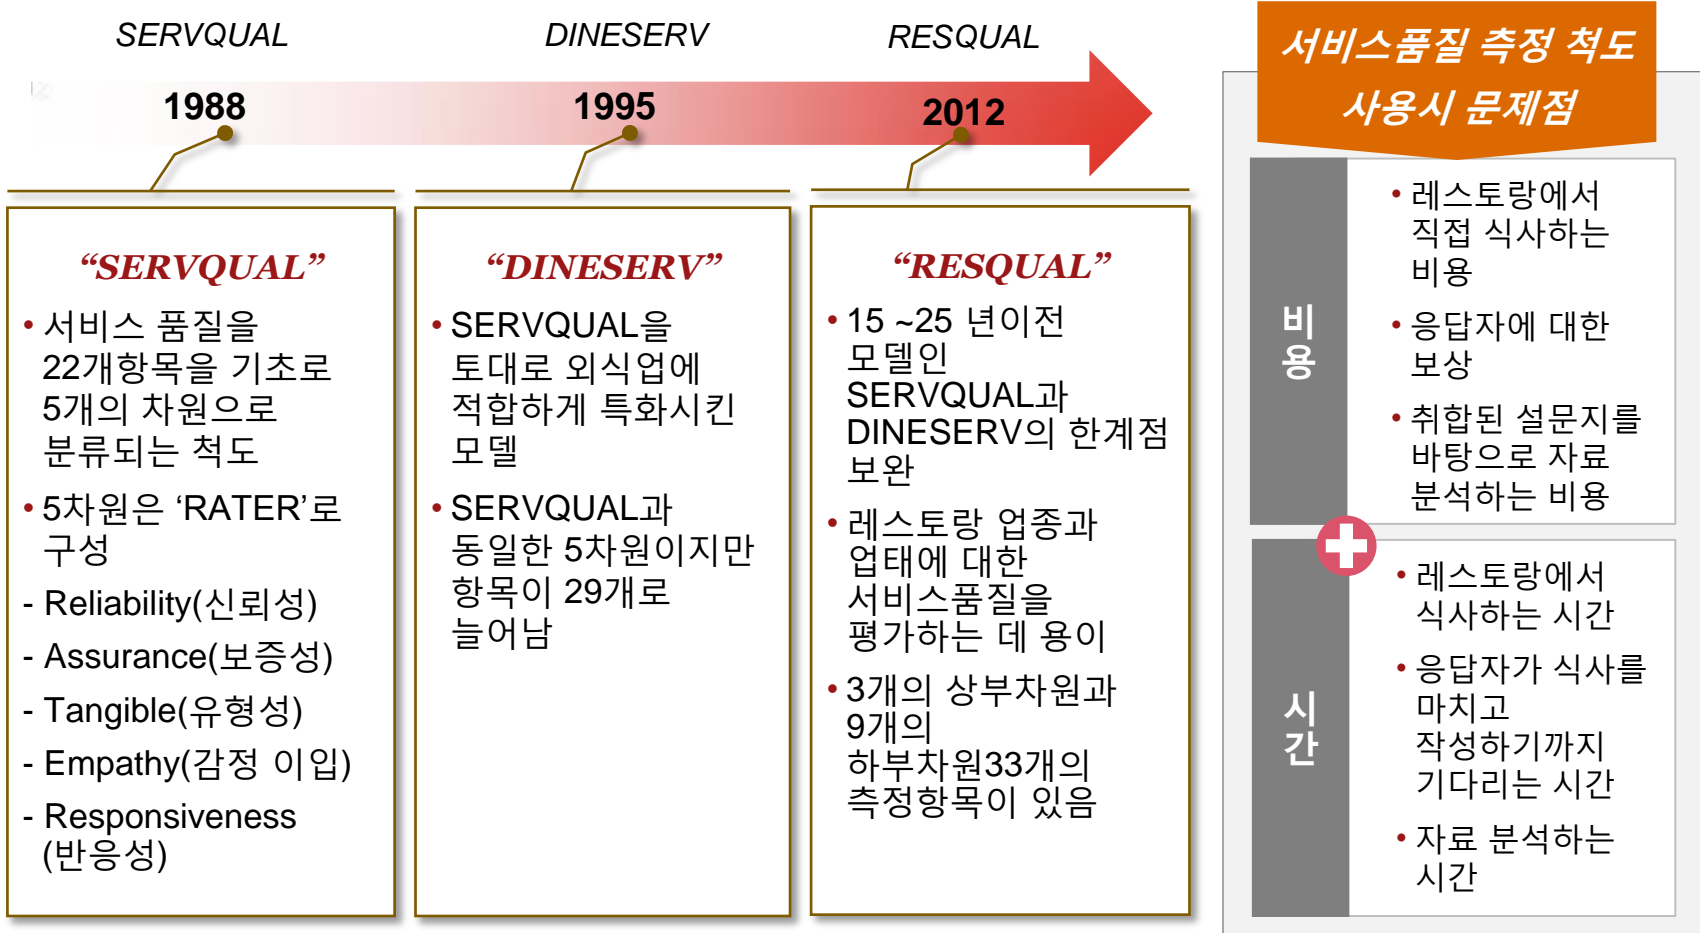 SERVQUAL
DINESERV
RESQUAL
1988
1995
2012
“SERVQUAL”
• 서비스 품질을
22개항목을 기초로
5개의 차원으로
분류되는 척도
• 5차원은 ‘RATER’로
구성
- Reliability(신뢰성)
- Assurance(보증성)
- Tangible(유형성)
- Empathy(감정 이입)
- Responsiveness
(반응성)
“DINESERV”
• SERVQUAL을
토대로 외식업에
적합하게 특화시킨
모델
• SERVQUAL과
동일한 5차원이지만
항목이 29개로
늘어남
“RESQUAL”
• 15 ~25 년이전
모델인
SERVQUAL과
DINESERV의 한계점
보완
• 레스토랑 업종과
업태에 대한
서비스품질을
평가하는 데 용이
• 3개의 상부차원과
9개의
하부차원33개의
측정항목이 있음
서비스품질 측정 척도
사용시 문제점
비용
• 레스토랑에서
직접 식사하는
비용
• 응답자에 대한
보상
• 취합된 설문지를
바탕으로 자료
분석하는 비용
시간
• 레스토랑에서
식사하는 시간
• 응답자가 식사를
마치고
작성하기까지
기다리는 시간
• 자료 분석하는
시간